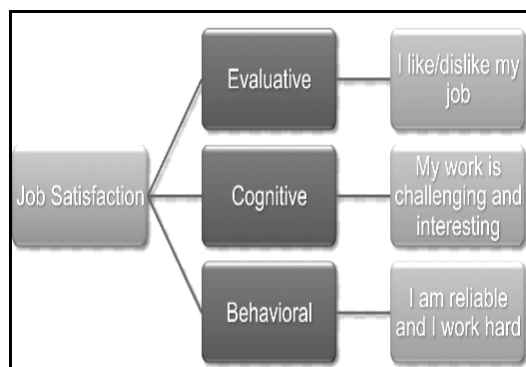 Evaluative
I like/dislike my
job
Job Satisfaction
Cognitive
My work is
challenging and
interesting
Behavioral
I am reliable
and I work hard